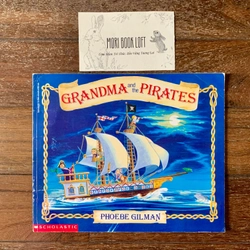 MORI BOOK LOFT
GRANDMA and the PIRATES
PHOEBE GILMAN
SCHOLASTIC